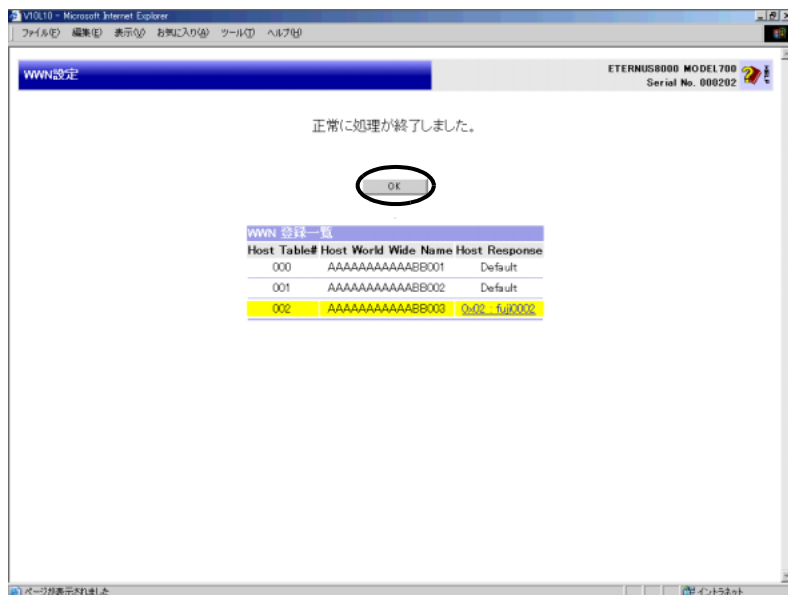 V10L10 - Microsoft Internet Explorer
ファイル(F) 編集(E) 表示(V) お気に入り(A) ツール(T) ヘルプ(H)
WWN設定
ETERNUS8000 MODEL700
Serial No. 000202
正常に処理が終了しました。
OK
WWN 登録一覧
Host Table# Host World Wide Name Host Response
000 AAAAAAAAAAABB001 Default
001 AAAAAAAAAAABB002 Default
002 AAAAAAAAAAABB003 0x02 : fuji0002
ページが表示されました
イントラネット